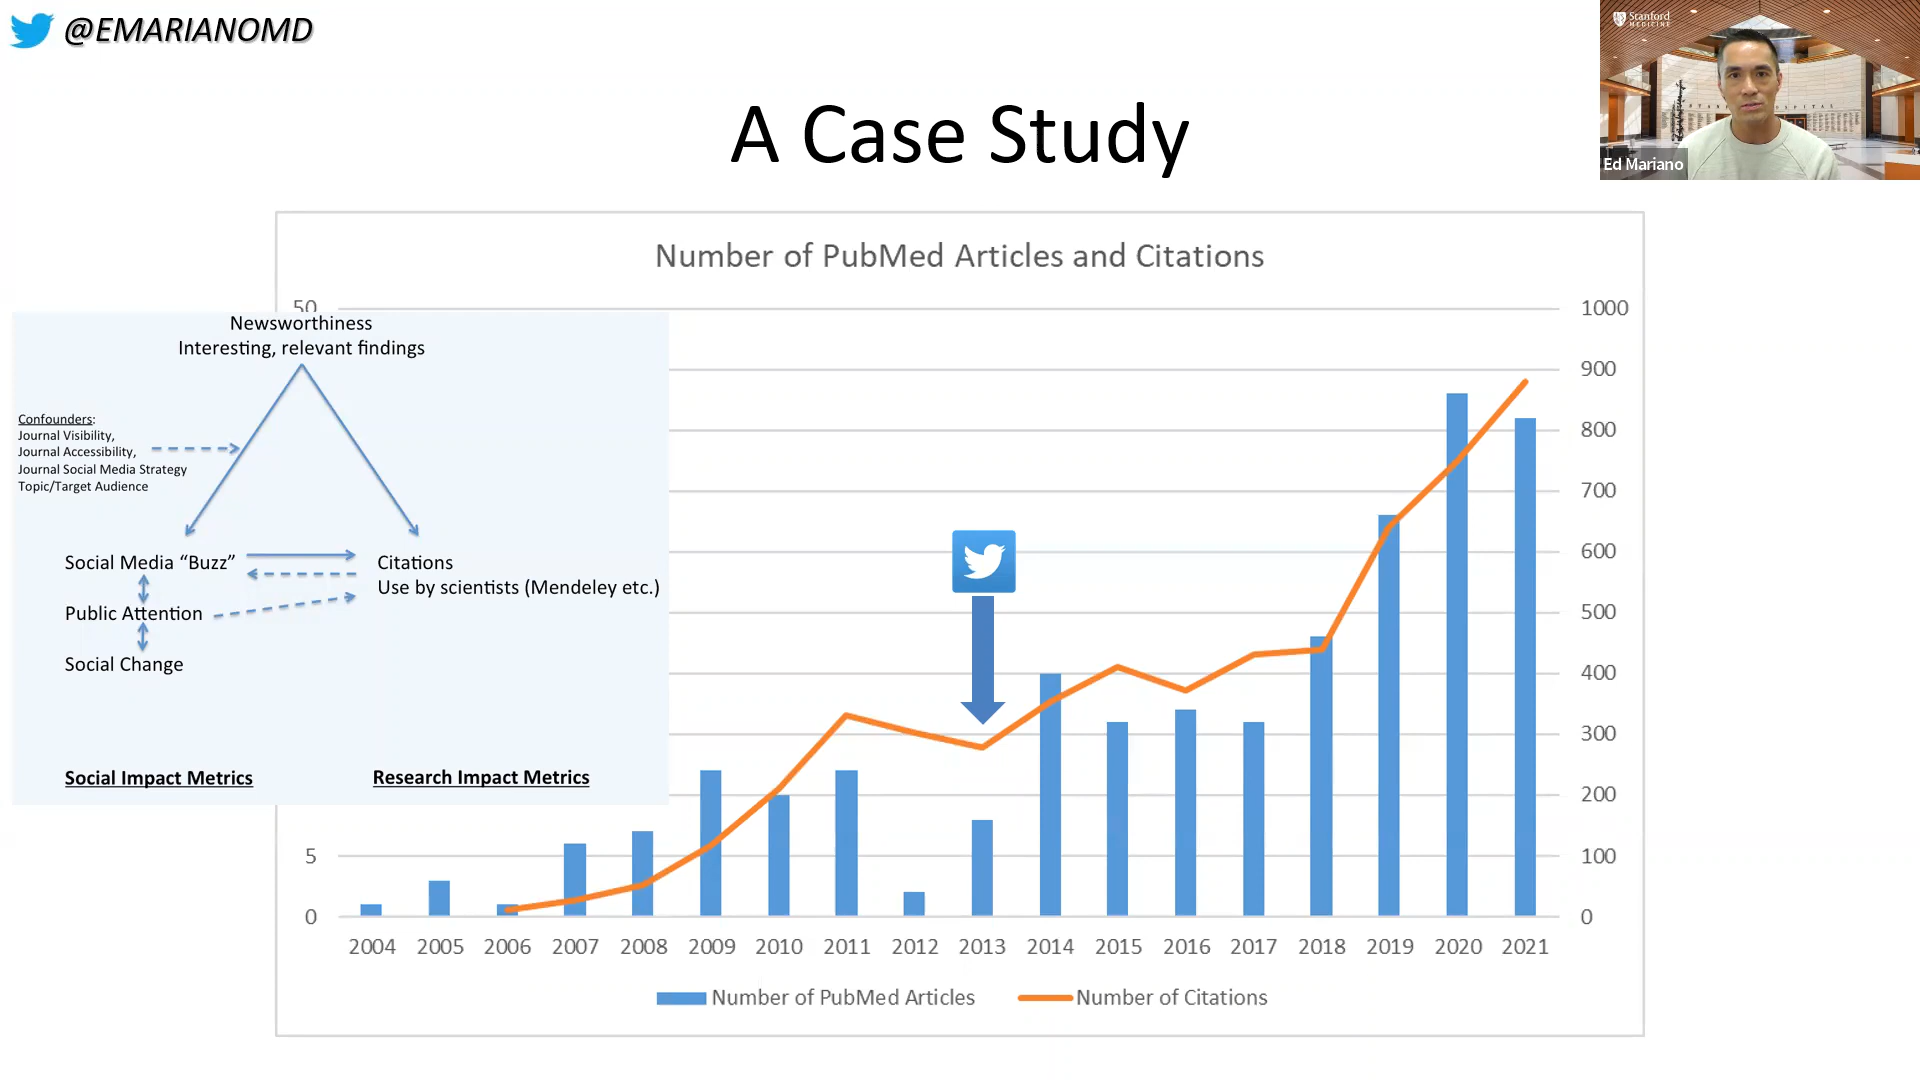 @EMARIANOMD
Stanford
MEDICINE
Ed Mariano
A Case Study
Number of PubMed Articles and Citations
50
5
0
1000
900
800
700
600
500
400
300
200
100
0
Newsworthiness
Interesting, relevant findings
Confounders:
Journal Visibility,
Journal Accessibility,
Journal Social Media Strategy
Topic/Target Audience
Social Media “Buzz”
Public Attention
Social Change
Citations
Use by scientists (Mendeley etc.)
Social Impact Metrics
Research Impact Metrics
2004 2005 2006 2007 2008 2009 2010 2011 2012 2013 2014 2015 2016 2017 2018 2019 2020 2021
Number of PubMed Articles
Number of Citations